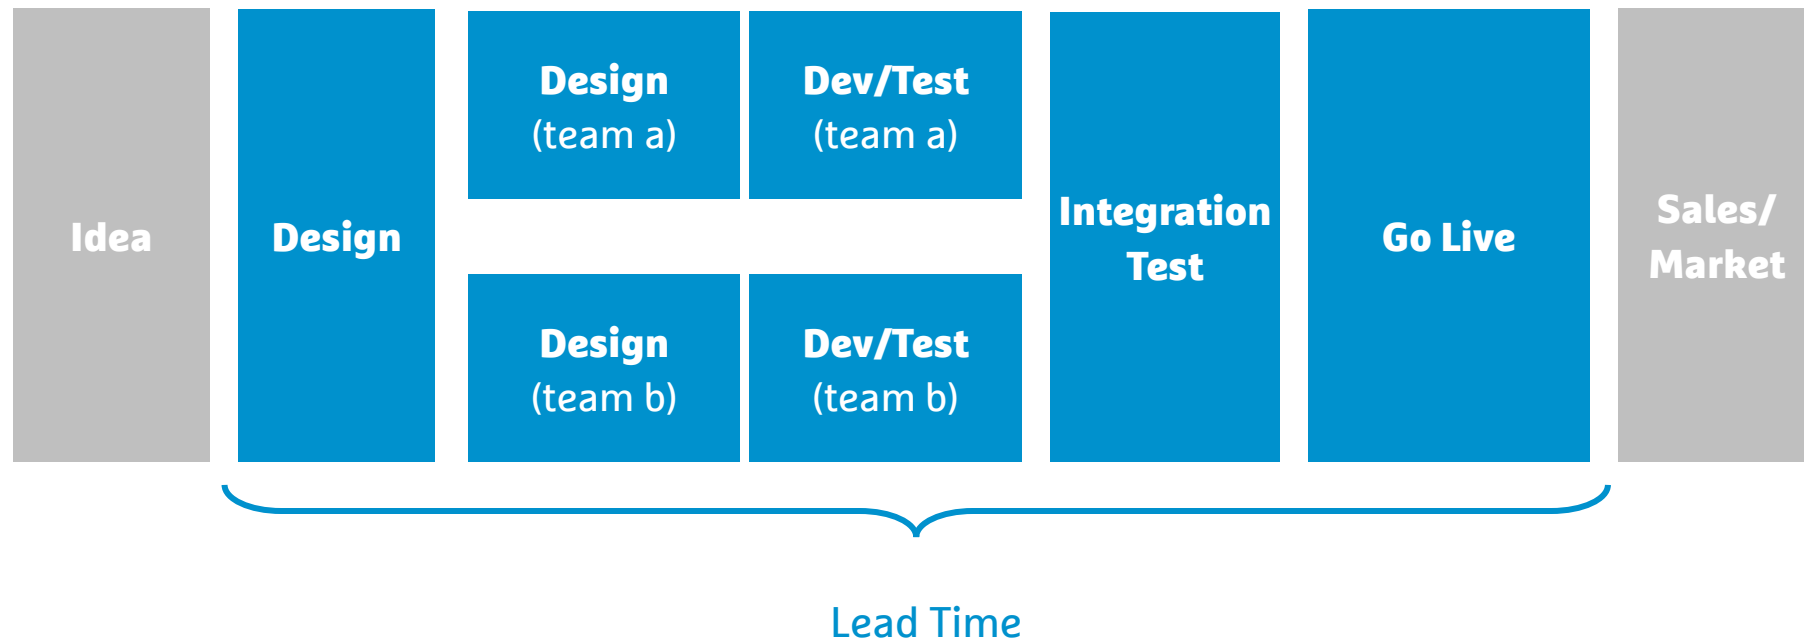 Idea
Design
Design
(team a)
Dev/Test
(team a)
Design
(team b)
Dev/Test
(team b)
Integration
Test
Go Live
Sales/
Market
Lead Time